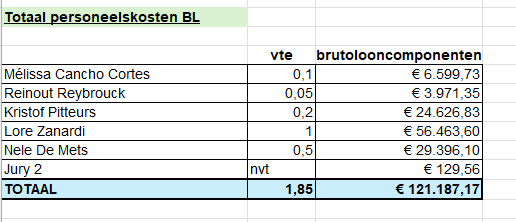 Totaal personeelskosten BL
vte brutolooncomponenten
Mélissa Cancho Cortes 0,1 € 6.599,73
Reinout Reybrouck 0,05 € 3.971,35
Kristof Pitteurs 0,2 € 24.626,83
Lore Zanardi 1 € 56.463,60
Nele De Mets 0,5 € 29.396,10
Jury 2 nvt € 129,56
TOTAAL 1,85 € 121.187,17